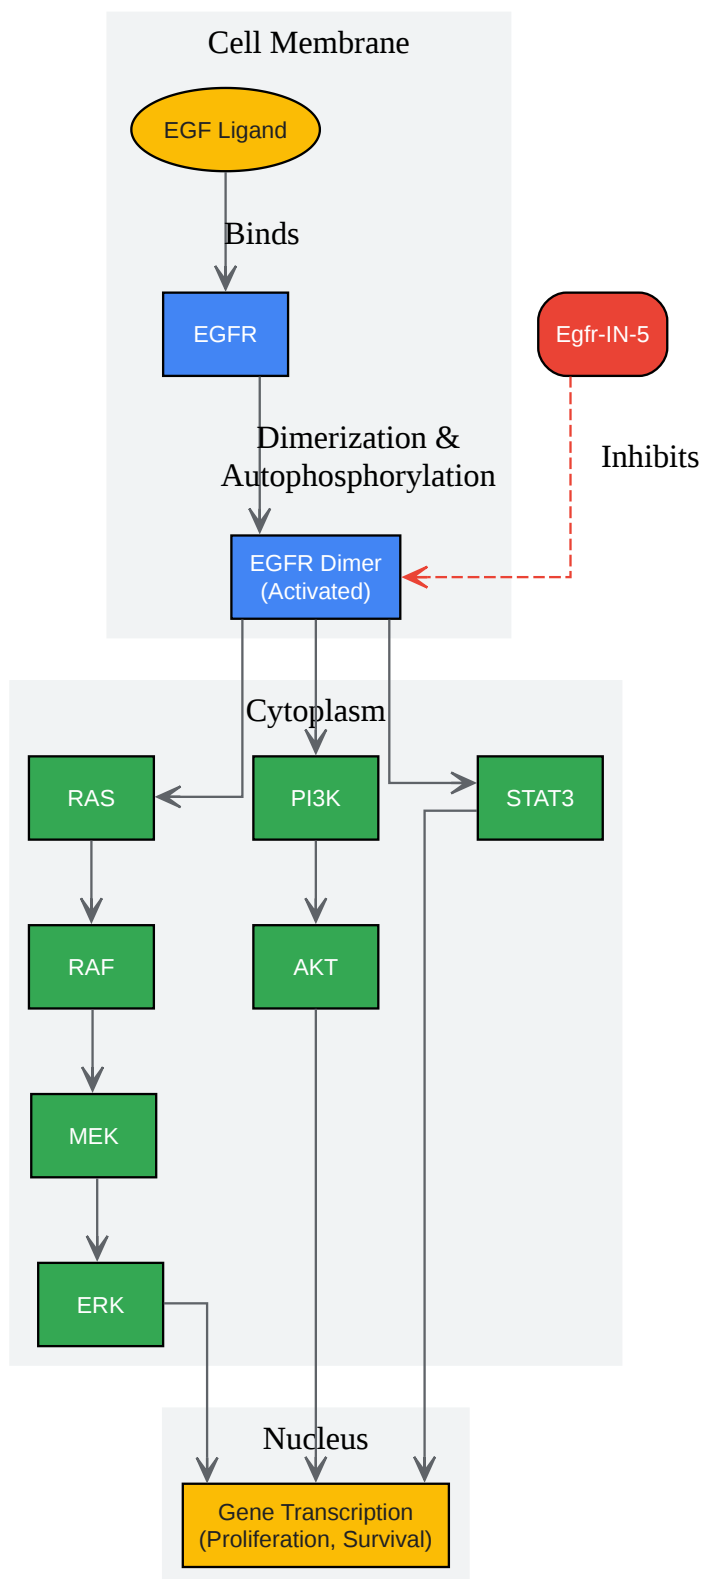 Cell Membrane
EGF Ligand
Binds
EGFR
Egfr-IN-5
Dimerization &
Autophosphorylation
Inhibits
EGFR Dimer
(Activated)
Cytoplasm
RAS
PI3K
STAT3
RAF
AKT
MEK
ERK
Nucleus
Gene Transcription
(Proliferation, Survival)